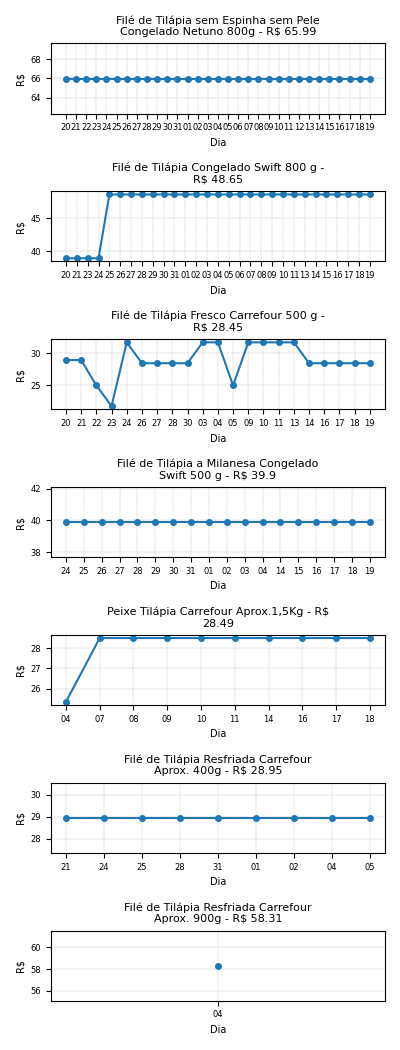 Filé de Tilápia sem Espinha sem Pele
Congelado Netuno 800g - R$ 65.99
68
66
64
R$
20 21 22 23 24 25 26 27 28 29 30 31 01 02 03 04 05 06 07 08 09 10 11 12 13 14 15 16 17 18 19
Dia
Filé de Tilápia Congelado Swift 800 g -
R$ 48.65
45
40
R$
20 21 22 23 24 25 26 27 28 29 30 31 01 02 03 04 05 06 07 08 09 10 11 13 14 15 16 17 18 19
Dia
Filé de Tilápia Fresco Carrefour 500 g -
R$ 28.45
30
25
R$
20 21 22 23 24 26 27 28 30 03 04 05 09 10 11 13 14 16 17 18 19
Dia
Filé de Tilápia a Milanesa Congelado
Swift 500 g - R$ 39.9
42
40
38
R$
24 25 26 27 28 29 30 31 01 02 03 04 14 15 16 17 18 19
Dia
Peixe Tilápia Carrefour Aprox.1,5Kg - R$
28.49
28
27
26
R$
04 07 08 09 10 11 14 16 17 18
Dia
Filé de Tilápia Resfriada Carrefour
Aprox. 400g - R$ 28.95
30
29
28
R$
21 24 25 28 31 01 02 04 05
Dia
Filé de Tilápia Resfriada Carrefour
Aprox. 900g - R$ 58.31
60
58
56
R$
04
Dia